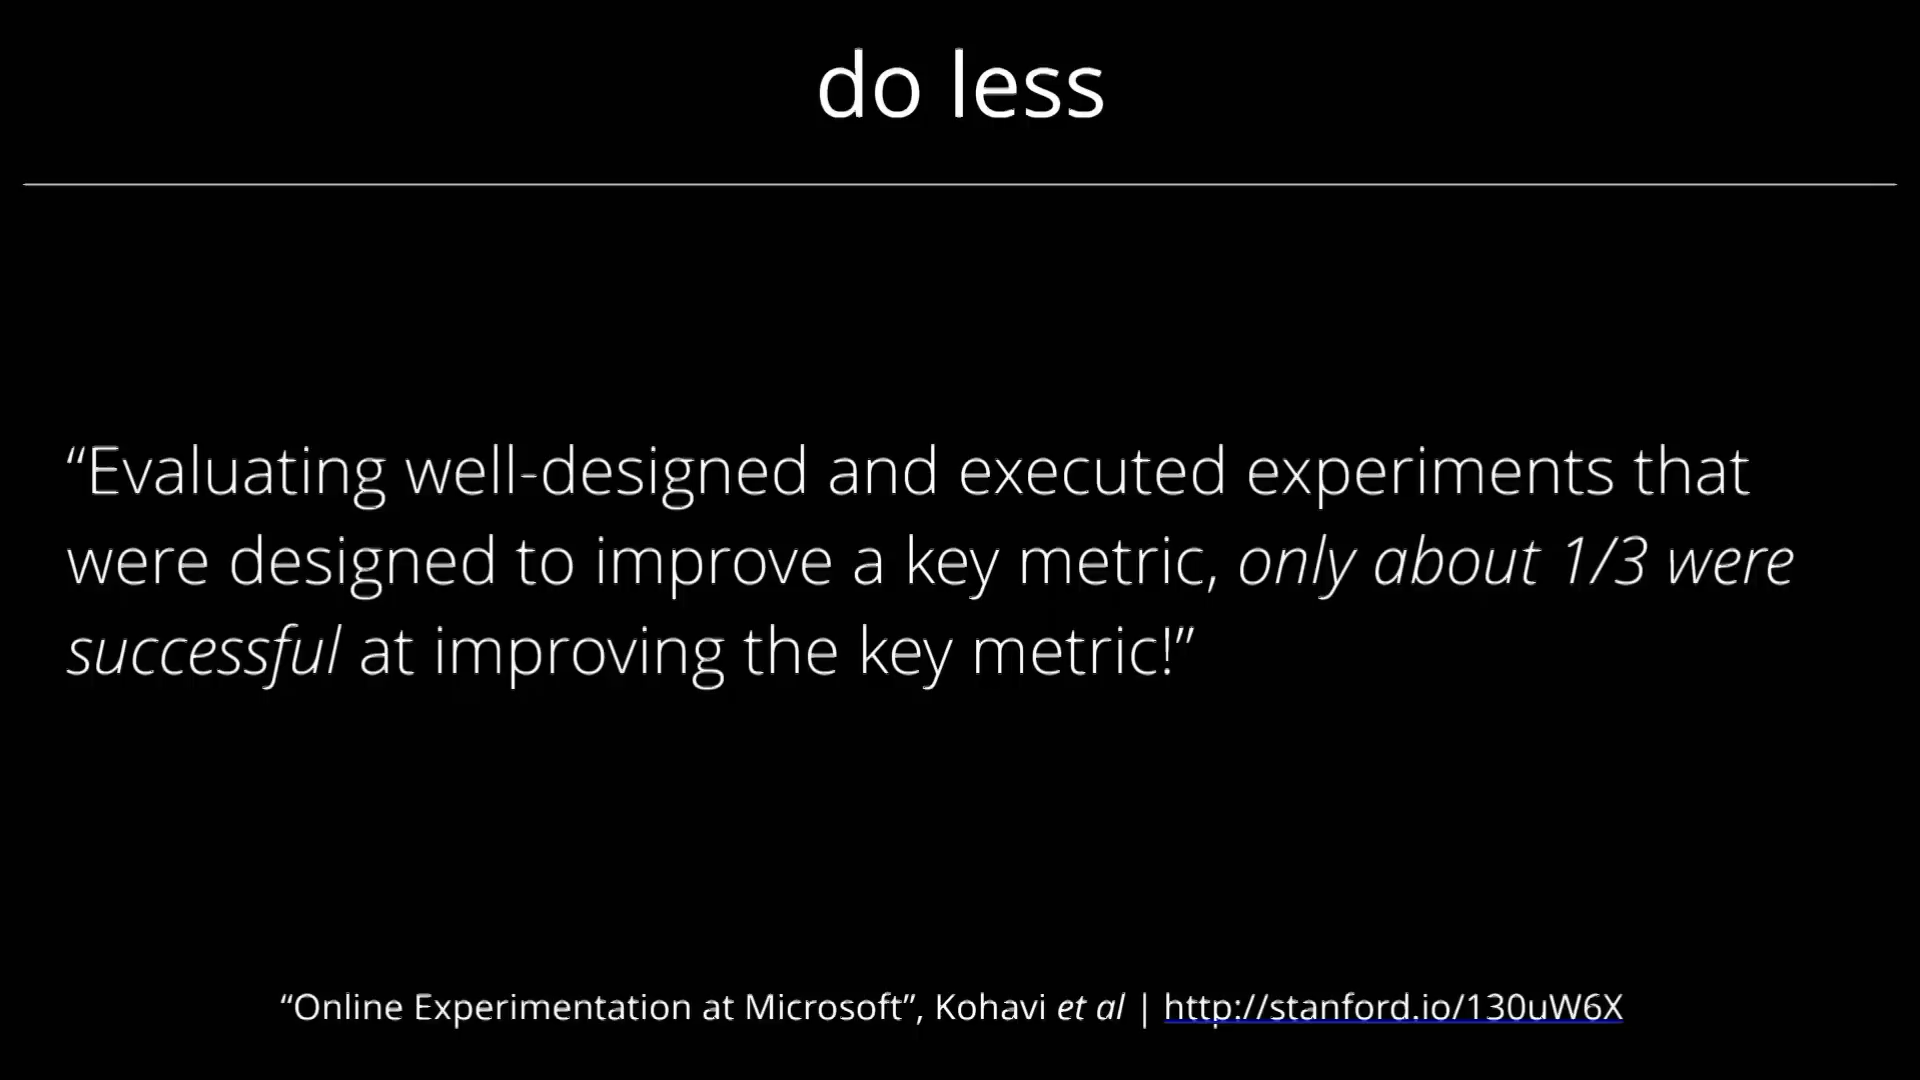 do less
“Evaluating well-designed and executed experiments that
were designed to improve a key metric, only about 1/3 were
successful at improving the key metric!”
“Online Experimentation at Microsoft”, Kohavi et al | http://stanford.io/130uW6X